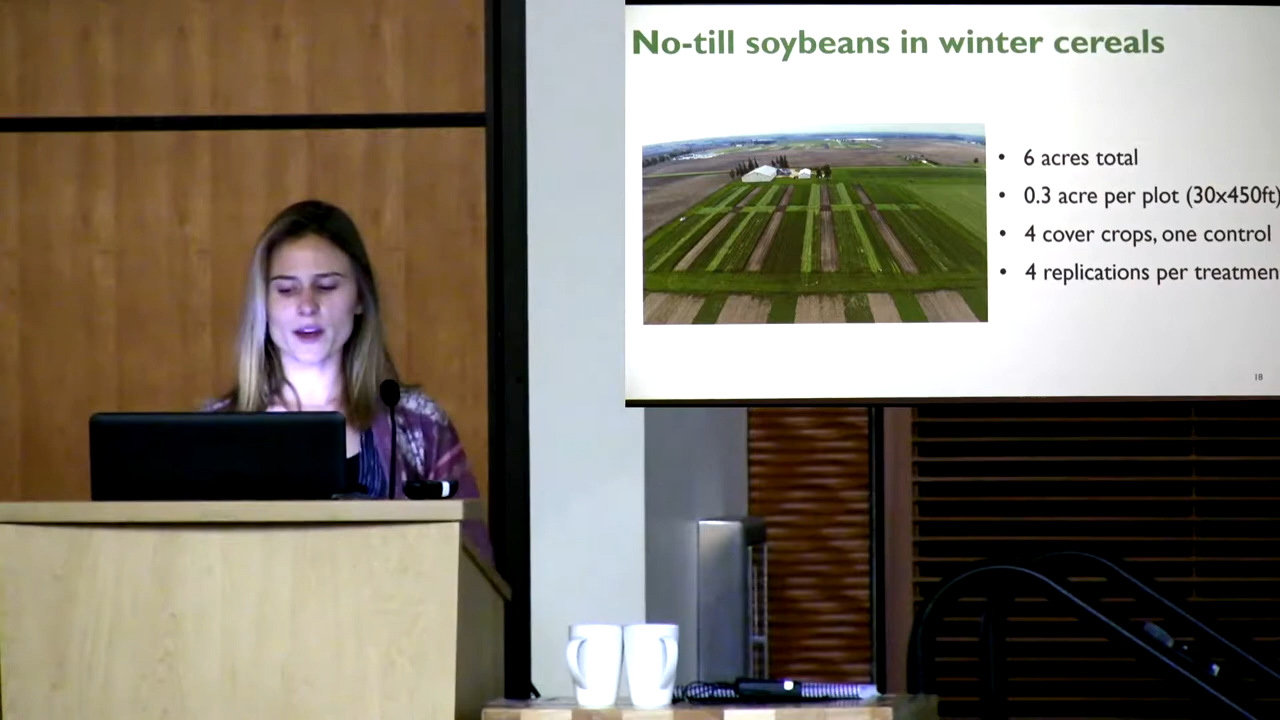 No-till soybeans in winter cereals
• 6 acres total
• 0.3 acre per plot (30x450ft)
• 4 cover crops, one control
• 4 replications per treatmen
18